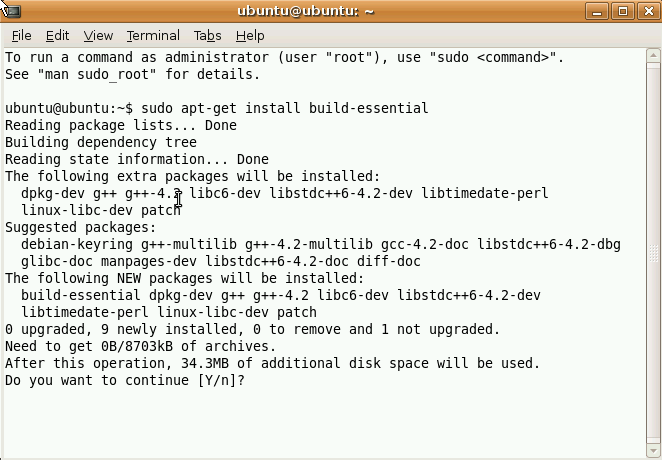 ubuntu@ubuntu: ~
File Edit View Terminal Tabs Help
To run a command as administrator (user "root"), use "sudo <command>".
See "man sudo_root" for details.
ubuntu@ubuntu:~$ sudo apt-get install build-essential
Reading package lists... Done
Building dependency tree
Reading state information... Done
The following extra packages will be installed:
dpkg-dev g++ g++-4.2 libc6-dev libstdc++6-4.2-dev libtimedate-perl
linux-libc-dev patch
Suggested packages:
debian-keyring g++-multilib g++-4.2-multilib gcc-4.2-doc libstdc++6-4.2-dbg
glibc-doc manpages-dev libstdc++6-4.2-doc diff-doc
The following NEW packages will be installed:
build-essential dpkg-dev g++ g++-4.2 libc6-dev libstdc++6-4.2-dev
libtimedate-perl linux-libc-dev patch
0 upgraded, 9 newly installed, 0 to remove and 1 not upgraded.
Need to get 0B/8703kB of archives.
After this operation, 34.3MB of additional disk space will be used.
Do you want to continue [Y/n]?